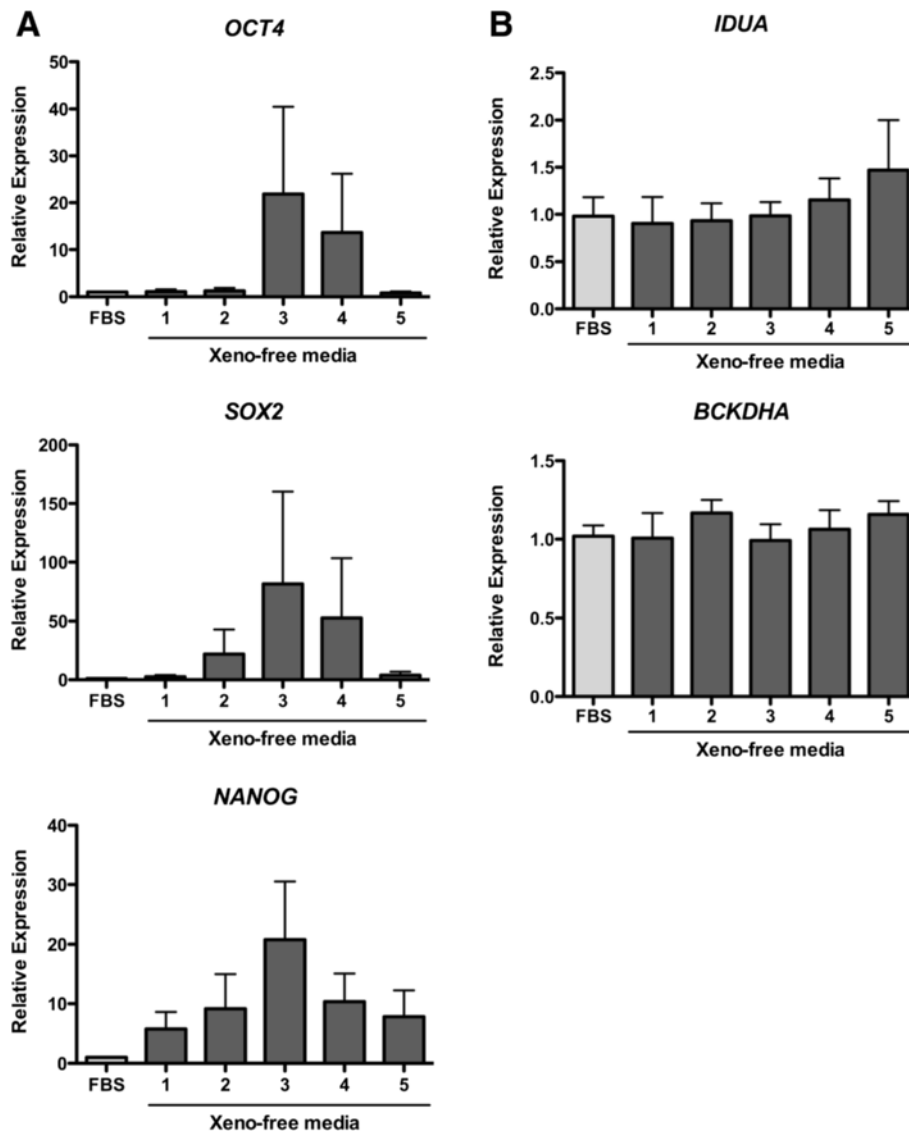 A
OCT4
Relative Expression
50
40
30
20
10
0
FBS 1 2 3 4 5
Xeno-free media
SOX2
Relative Expression
200
150
100
50
0
FBS 1 2 3 4 5
Xeno-free media
NANOG
Relative Expression
40
30
20
10
0
FBS 1 2 3 4 5
Xeno-free media
B
IDUA
Relative Expression
2.5
2.0
1.5
1.0
0.5
0.0
FBS 1 2 3 4 5
Xeno-free media
BCKDHA
Relative Expression
1.5
1.0
0.5
0.0
FBS 1 2 3 4 5
Xeno-free media